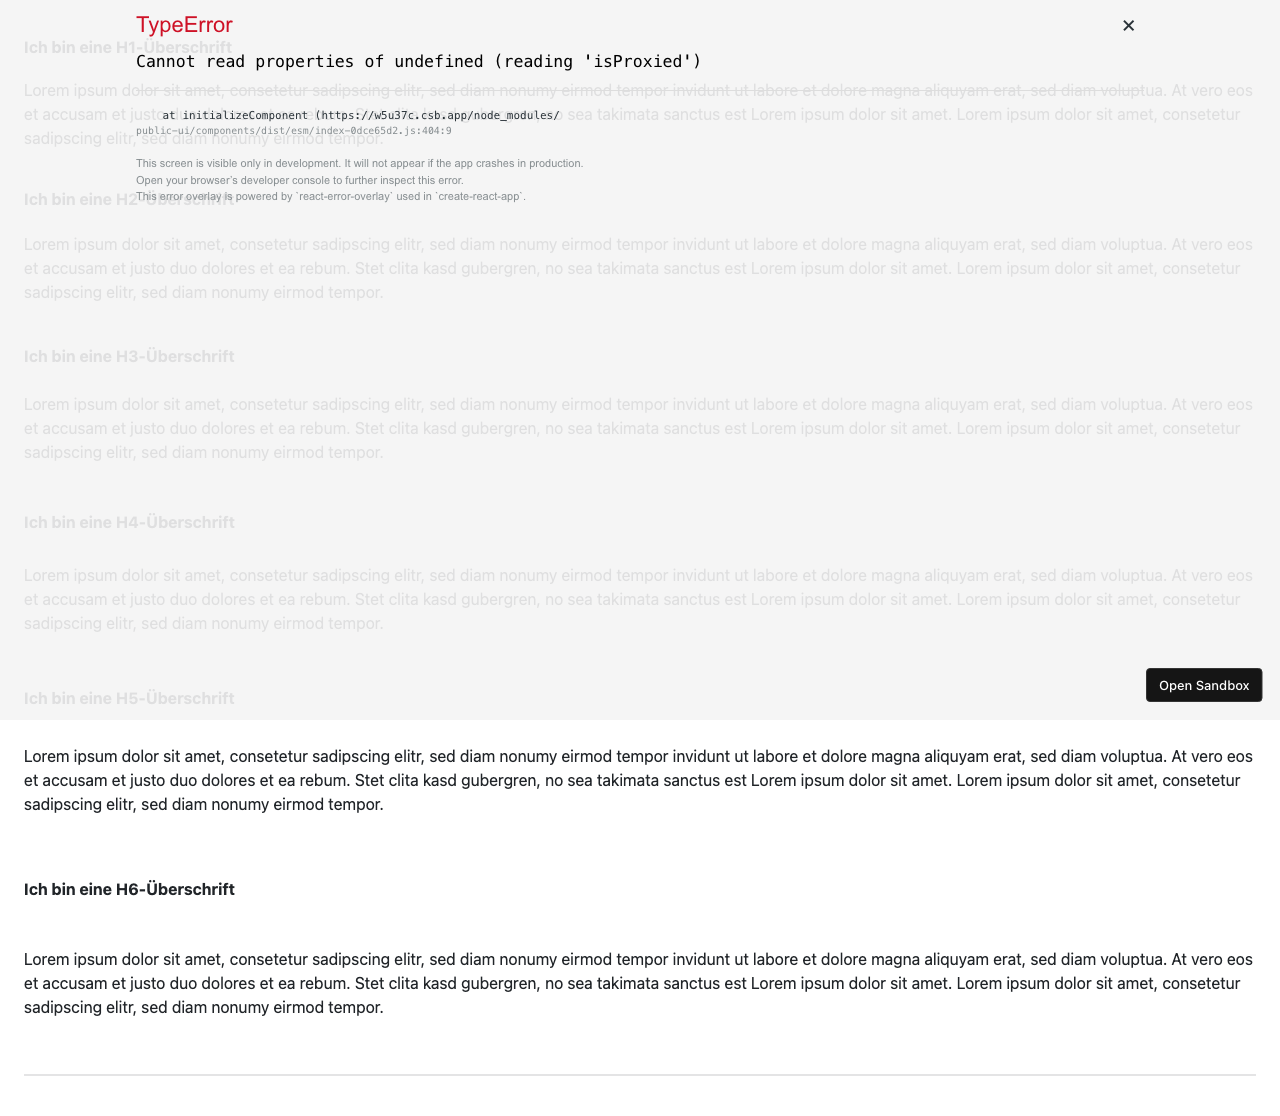 TypeError
✕
Ich bin eine H1-Überschrift
Cannot read properties of undefined (reading 'isProxied')
Lorem ipsum dolor sit amet, consetetur sadipscing elitr, sed diam nonumy eirmod tempor invidunt ut labore et dolore magna aliquyam erat, sed diam voluptua. At vero eos
et accusam et justo duo dolores et ea rebum. Stet clita kasd gubergren, no sea takimata sanctus est Lorem ipsum dolor sit amet. Lorem ipsum dolor sit amet, consetetur
at initializeComponent (https://w5u37c.csb.app/node_modules/
public-ui/components/dist/esm/index-0dce65d2.js:404:9
sadipscing elitr, sed diam nonumy eirmod tempor.
This screen is visible only in development. It will not appear if the app crashes in production.
Open your browser's developer console to further inspect this error.
This error overlay is powered by `react-error-overlay` used in `create-react-app`.
Ich bin eine H2-Überschrift
Lorem ipsum dolor sit amet, consetetur sadipscing elitr, sed diam nonumy eirmod tempor invidunt ut labore et dolore magna aliquyam erat, sed diam voluptua. At vero eos
et accusam et justo duo dolores et ea rebum. Stet clita kasd gubergren, no sea takimata sanctus est Lorem ipsum dolor sit amet. Lorem ipsum dolor sit amet, consetetur
sadipscing elitr, sed diam nonumy eirmod tempor.
Ich bin eine H3-Überschrift
Lorem ipsum dolor sit amet, consetetur sadipscing elitr, sed diam nonumy eirmod tempor invidunt ut labore et dolore magna aliquyam erat, sed diam voluptua. At vero eos
et accusam et justo duo dolores et ea rebum. Stet clita kasd gubergren, no sea takimata sanctus est Lorem ipsum dolor sit amet. Lorem ipsum dolor sit amet, consetetur
sadipscing elitr, sed diam nonumy eirmod tempor.
Ich bin eine H4-Überschrift
Lorem ipsum dolor sit amet, consetetur sadipscing elitr, sed diam nonumy eirmod tempor invidunt ut labore et dolore magna aliquyam erat, sed diam voluptua. At vero eos
et accusam et justo duo dolores et ea rebum. Stet clita kasd gubergren, no sea takimata sanctus est Lorem ipsum dolor sit amet. Lorem ipsum dolor sit amet, consetetur
sadipscing elitr, sed diam nonumy eirmod tempor.
Open Sandbox
Ich bin eine H5-Überschrift
Lorem ipsum dolor sit amet, consetetur sadipscing elitr, sed diam nonumy eirmod tempor invidunt ut labore et dolore magna aliquyam erat, sed diam voluptua. At vero eos
et accusam et justo duo dolores et ea rebum. Stet clita kasd gubergren, no sea takimata sanctus est Lorem ipsum dolor sit amet. Lorem ipsum dolor sit amet, consetetur
sadipscing elitr, sed diam nonumy eirmod tempor.
Ich bin eine H6-Überschrift
Lorem ipsum dolor sit amet, consetetur sadipscing elitr, sed diam nonumy eirmod tempor invidunt ut labore et dolore magna aliquyam erat, sed diam voluptua. At vero eos
et accusam et justo duo dolores et ea rebum. Stet clita kasd gubergren, no sea takimata sanctus est Lorem ipsum dolor sit amet. Lorem ipsum dolor sit amet, consetetur
sadipscing elitr, sed diam nonumy eirmod tempor.